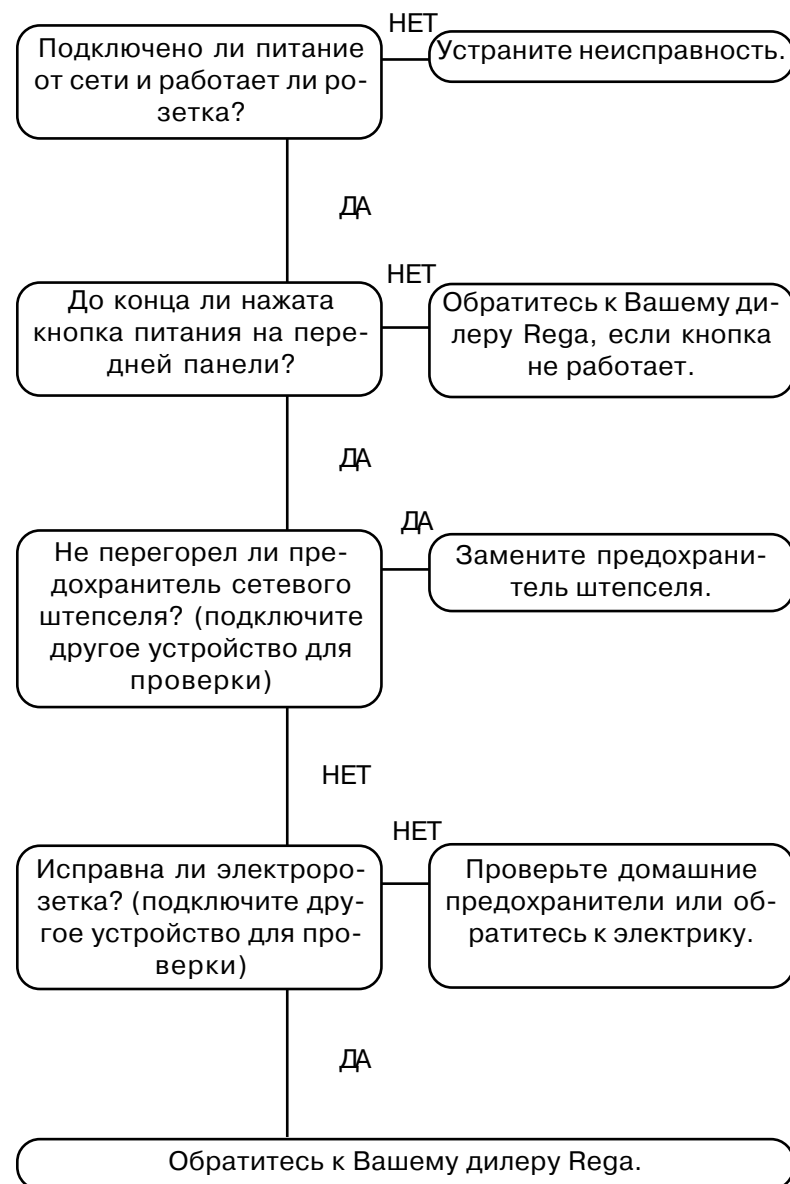 НЕТ
Подключено ли питание
от сети и работает ли ро-
зетка?
Устраните неисправность.
ДА
НЕТ
До конца ли нажата
кнопка питания на пере-
дней панели?
Обратитесь к Вашему ди-
леру Rega, если кнопка
не работает.
ДА
ДА
Не перегорел ли пре-
дохранитель сетевого
штепселя? (подключите
другое устройство для
проверки)
Замените предохрани-
тель штепселя.
НЕТ
НЕТ
Исправна ли электроро-
зетка? (подключите дру-
гое устройство для про-
верки)
Проверьте домашние
предохранители или об-
ратитесь к электрику.
ДА
Обратитесь к Вашему дилеру Rega.